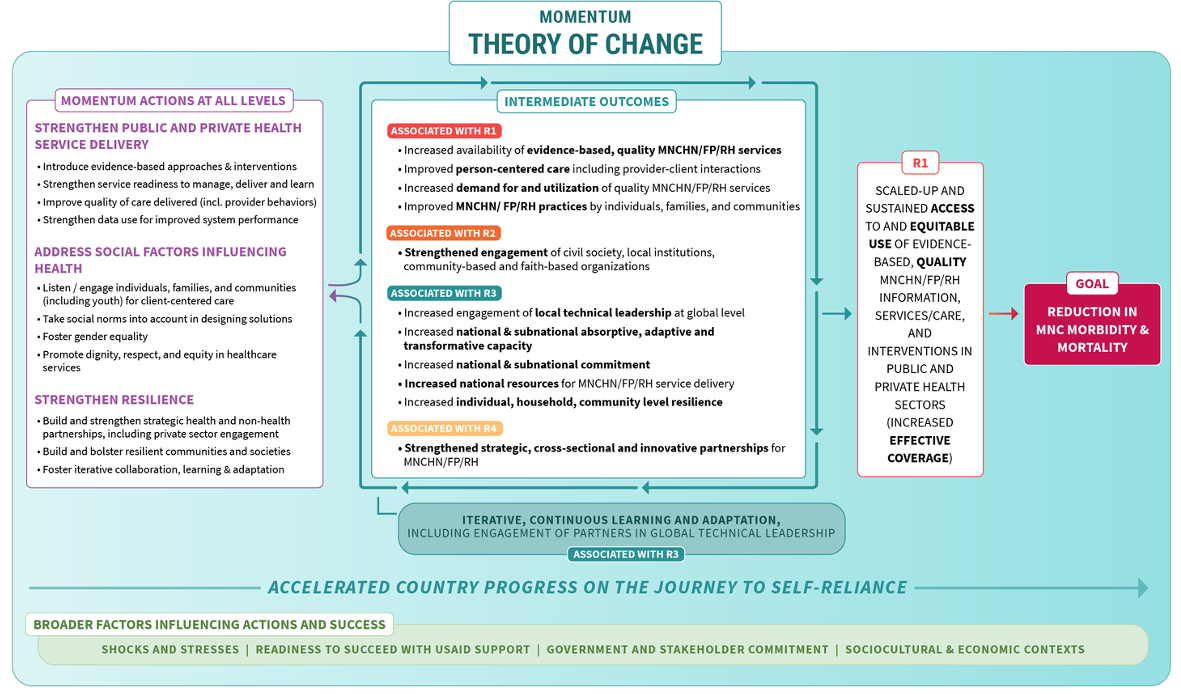 MOMENTUM
THEORY OF CHANGE
MOMENTUM ACTIONS AT ALL LEVELS
STRENGTHEN PUBLIC AND PRIVATE HEALTH
SERVICE DELIVERY
• Introduce evidence-based approaches & interventions
• Strengthen service readiness to manage, deliver and learn
• Improve quality of care delivered (incl. provider behaviors)
• Strengthen data use for improved system performance
ADDRESS SOCIAL FACTORS INFLUENCING
HEALTH
• Listen / engage individuals, families, and communities
(including youth) for client-centered care
• Take social norms into account in designing solutions
• Foster gender equality
• Promote dignity, respect, and equity in healthcare
services
STRENGTHEN RESILIENCE
• Build and strengthen strategic health and non-health
partnerships, including private sector engagement
• Build and bolster resilient communities and societies
• Foster iterative collaboration, learning & adaptation
INTERMEDIATE OUTCOMES
ASSOCIATED WITH R1
• Increased availability of evidence-based, quality MNCHN/FP/RH services
• Improved person-centered care including provider-client interactions
• Increased demand for and utilization of quality MNCHN/FP/RH services
• Improved MNCHN/ FP/RH practices by individuals, families, and communities
ASSOCIATED WITH R2
• Strengthened engagement of civil society, local institutions,
community-based and faith-based organizations
ASSOCIATED WITH R3
• Increased engagement of local technical leadership at global level
• Increased national & subnational absorptive, adaptive and
transformative capacity
• Increased national & subnational commitment
• Increased national resources for MNCHN/FP/RH service delivery
• Increased individual, household, community level resilience
ASSOCIATED WITH R4
• Strengthened strategic, cross-sectional and innovative partnerships for
MNCHN/FP/RH
ITERATIVE, CONTINUOUS LEARNING AND ADAPTATION,
INCLUDING ENGAGEMENT OF PARTNERS IN GLOBAL TECHNICAL LEADERSHIP
ASSOCIATED WITH R3
R1
SCALED-UP AND
SUSTAINED ACCESS
TO AND EQUITABLE
USE OF EVIDENCE-
BASED, QUALITY
MNCHN/FP/RH
INFORMATION,
SERVICES/CARE,
AND
INTERVENTIONS IN
PUBLIC AND
PRIVATE HEALTH
SECTORS
(INCREASED
EFFECTIVE
COVERAGE)
GOAL
REDUCTION IN
MNC MORBIDITY &
MORTALITY
ACCELERATED COUNTRY PROGRESS ON THE JOURNEY TO SELF-RELIANCE
BROADER FACTORS INFLUENCING ACTIONS AND SUCCESS
SHOCKS AND STRESSES | READINESS TO SUCCEED WITH USAID SUPPORT | GOVERNMENT AND STAKEHOLDER COMMITMENT | SOCIOCULTURAL & ECONOMIC CONTEXTS